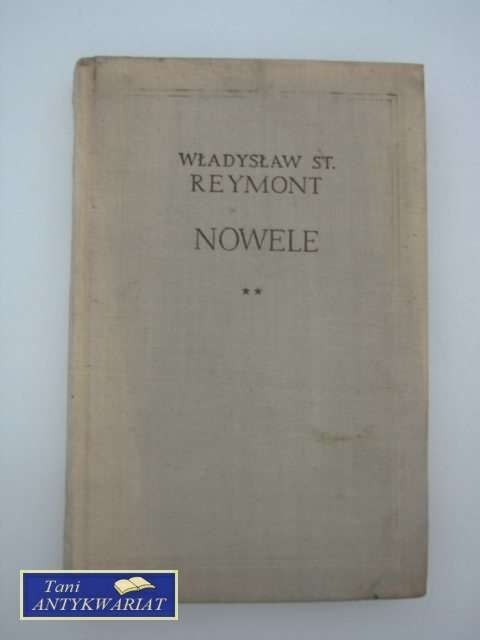 WŁADYSŁAW ST.
REYMONT
NOWELE
**
Tani
ANTYKWARIAT